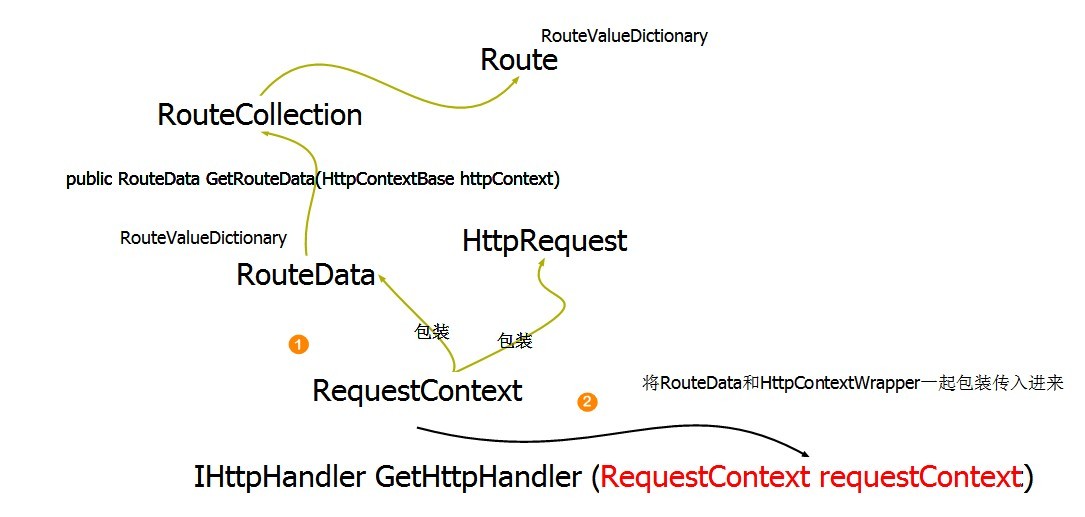 RouteValueDictionary
Route
RouteCollection
public RouteData GetRouteData(HttpContextBase httpContext)
RouteValueDictionary
HttpRequest
RouteData
包装
包装
1
RequestContext
将RouteData和HttpContextWrapper一起包装传入进来
2
IHttpHandler GetHttpHandler (RequestContext requestContext)